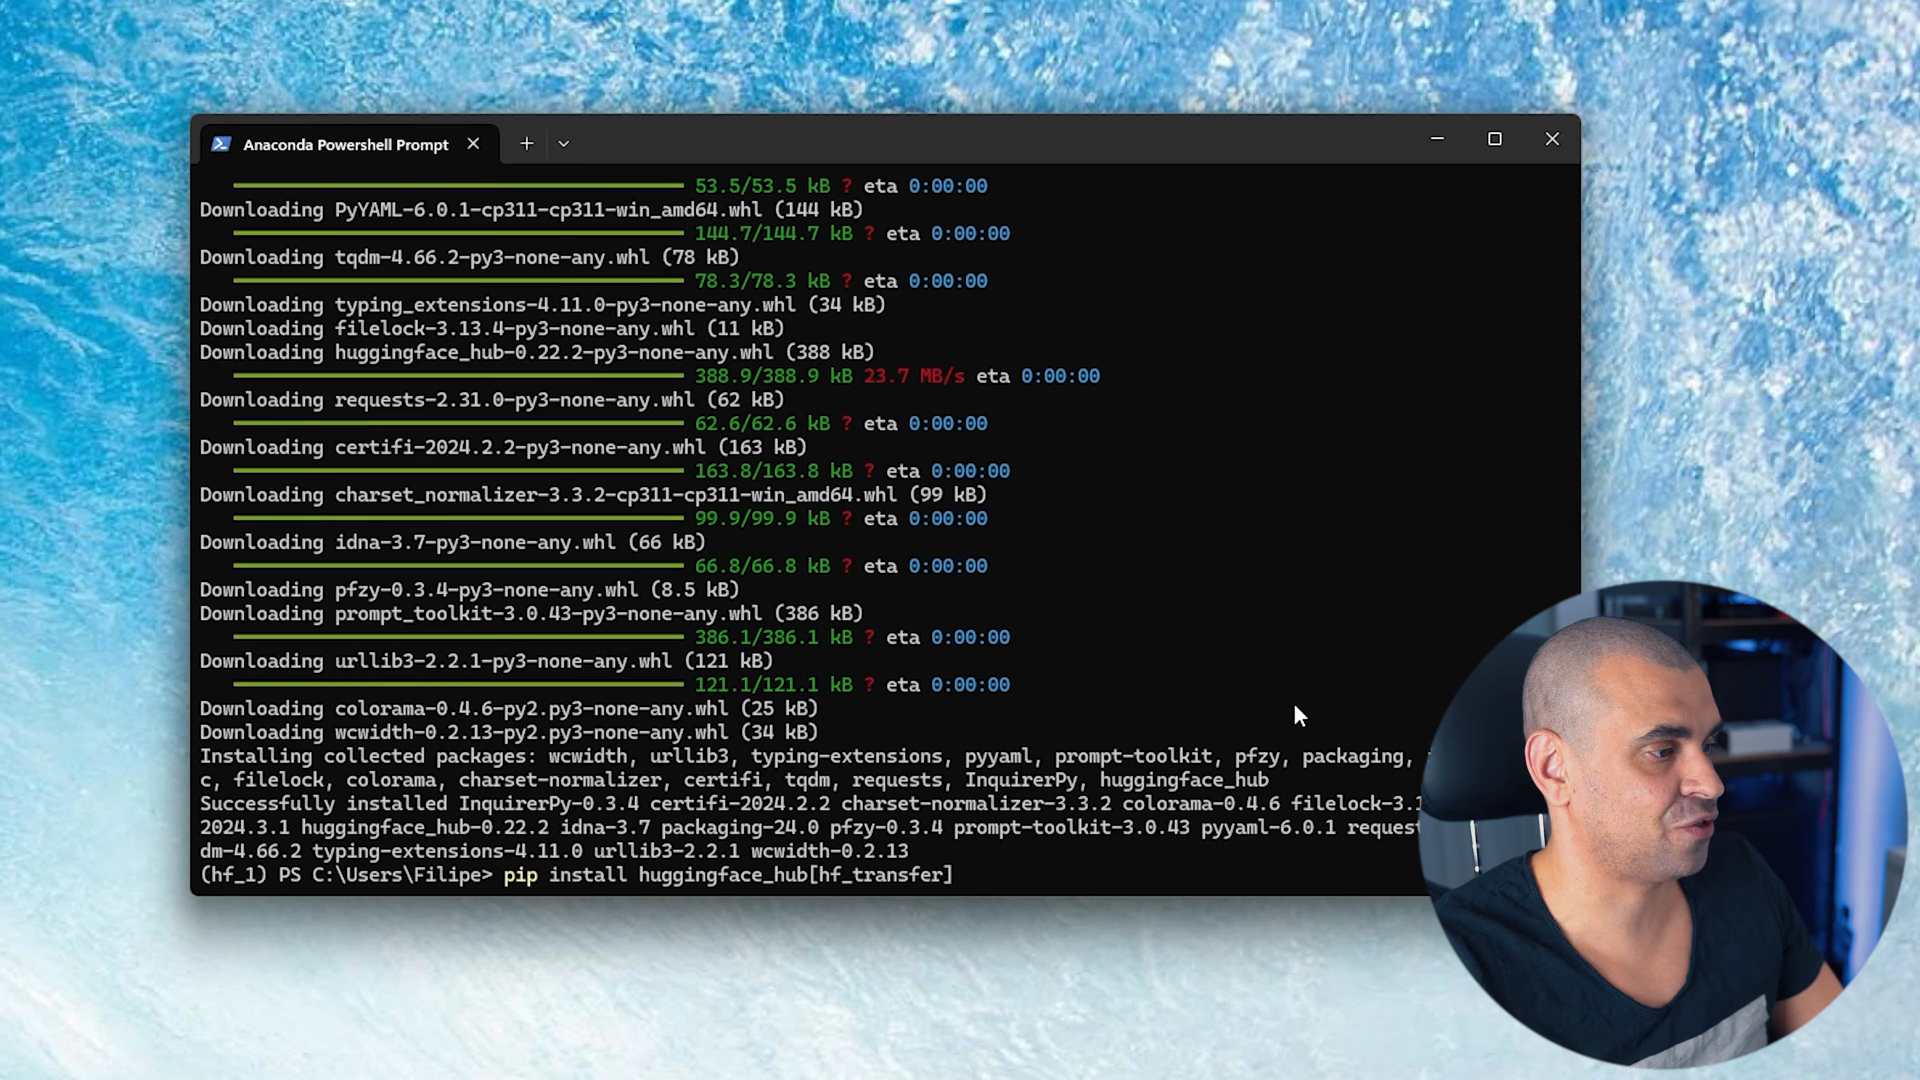 Anaconda Powershell Prompt
53.5/53.5 kB ? eta 0:00:00
Downloading PyYAML-6.0.1-cp311-cp311-win_amd64.whl (144 kB)
144.7/144.7 kB ? eta 0:00:00
Downloading tqdm-4.66.2-py3-none-any.whl (78 kB)
78.3/78.3 kB ? eta 0:00:00
Downloading typing_extensions-4.11.0-py3-none-any.whl (34 kB)
Downloading filelock-3.13.4-py3-none-any.whl (11 kB)
Downloading huggingface_hub-0.22.2-py3-none-any.whl (388 kB)
388.9/388.9 kB 23.7 MB/s eta 0:00:00
Downloading requests-2.31.0-py3-none-any.whl (62 kB)
62.6/62.6 kB ? eta 0:00:00
Downloading certifi-2024.2.2-py3-none-any.whl (163 kB)
163.8/163.8 kB ? eta 0:00:00
Downloading charset_normalizer-3.3.2-cp311-cp311-win_amd64.whl (99 kB)
99.9/99.9 kB ? eta 0:00:00
Downloading idna-3.7-py3-none-any.whl (66 kB)
66.8/66.8 kB ? eta 0:00:00
Downloading pfzy-0.3.4-py3-none-any.whl (8.5 kB)
Downloading prompt_toolkit-3.0.43-py3-none-any.whl (386 kB)
386.1/386.1 kB ? eta 0:00:00
Downloading urllib3-2.2.1-py3-none-any.whl (121 kB)
121.1/121.1 kB ? eta 0:00:00
Downloading colorama-0.4.6-py2.py3-none-any.whl (25 kB)
Downloading wcwidth-0.2.13-py2.py3-none-any.whl (34 kB)
Installing collected packages: wcwidth, urllib3, typing-extensions, pyyaml, prompt-toolkit, pfzy, packaging,
c, filelock, colorama, charset-normalizer, certifi, tqdm, requests, InquirerPy, huggingface_hub
Successfully installed InquirerPy-0.3.4 certifi-2024.2.2 charset-normalizer-3.3.2 colorama-0.4.6 filelock-3.1
2024.3.1 huggingface_hub-0.22.2 idna-3.7 packaging-24.0 pfzy-0.3.4 prompt-toolkit-3.0.43 pyyaml-6.0.1 request
dm-4.66.2 typing-extensions-4.11.0 urllib3-2.2.1 wcwidth-0.2.13
(hf_1) PS C:\Users\Filipe> pip install huggingface_hub[hf_transfer]